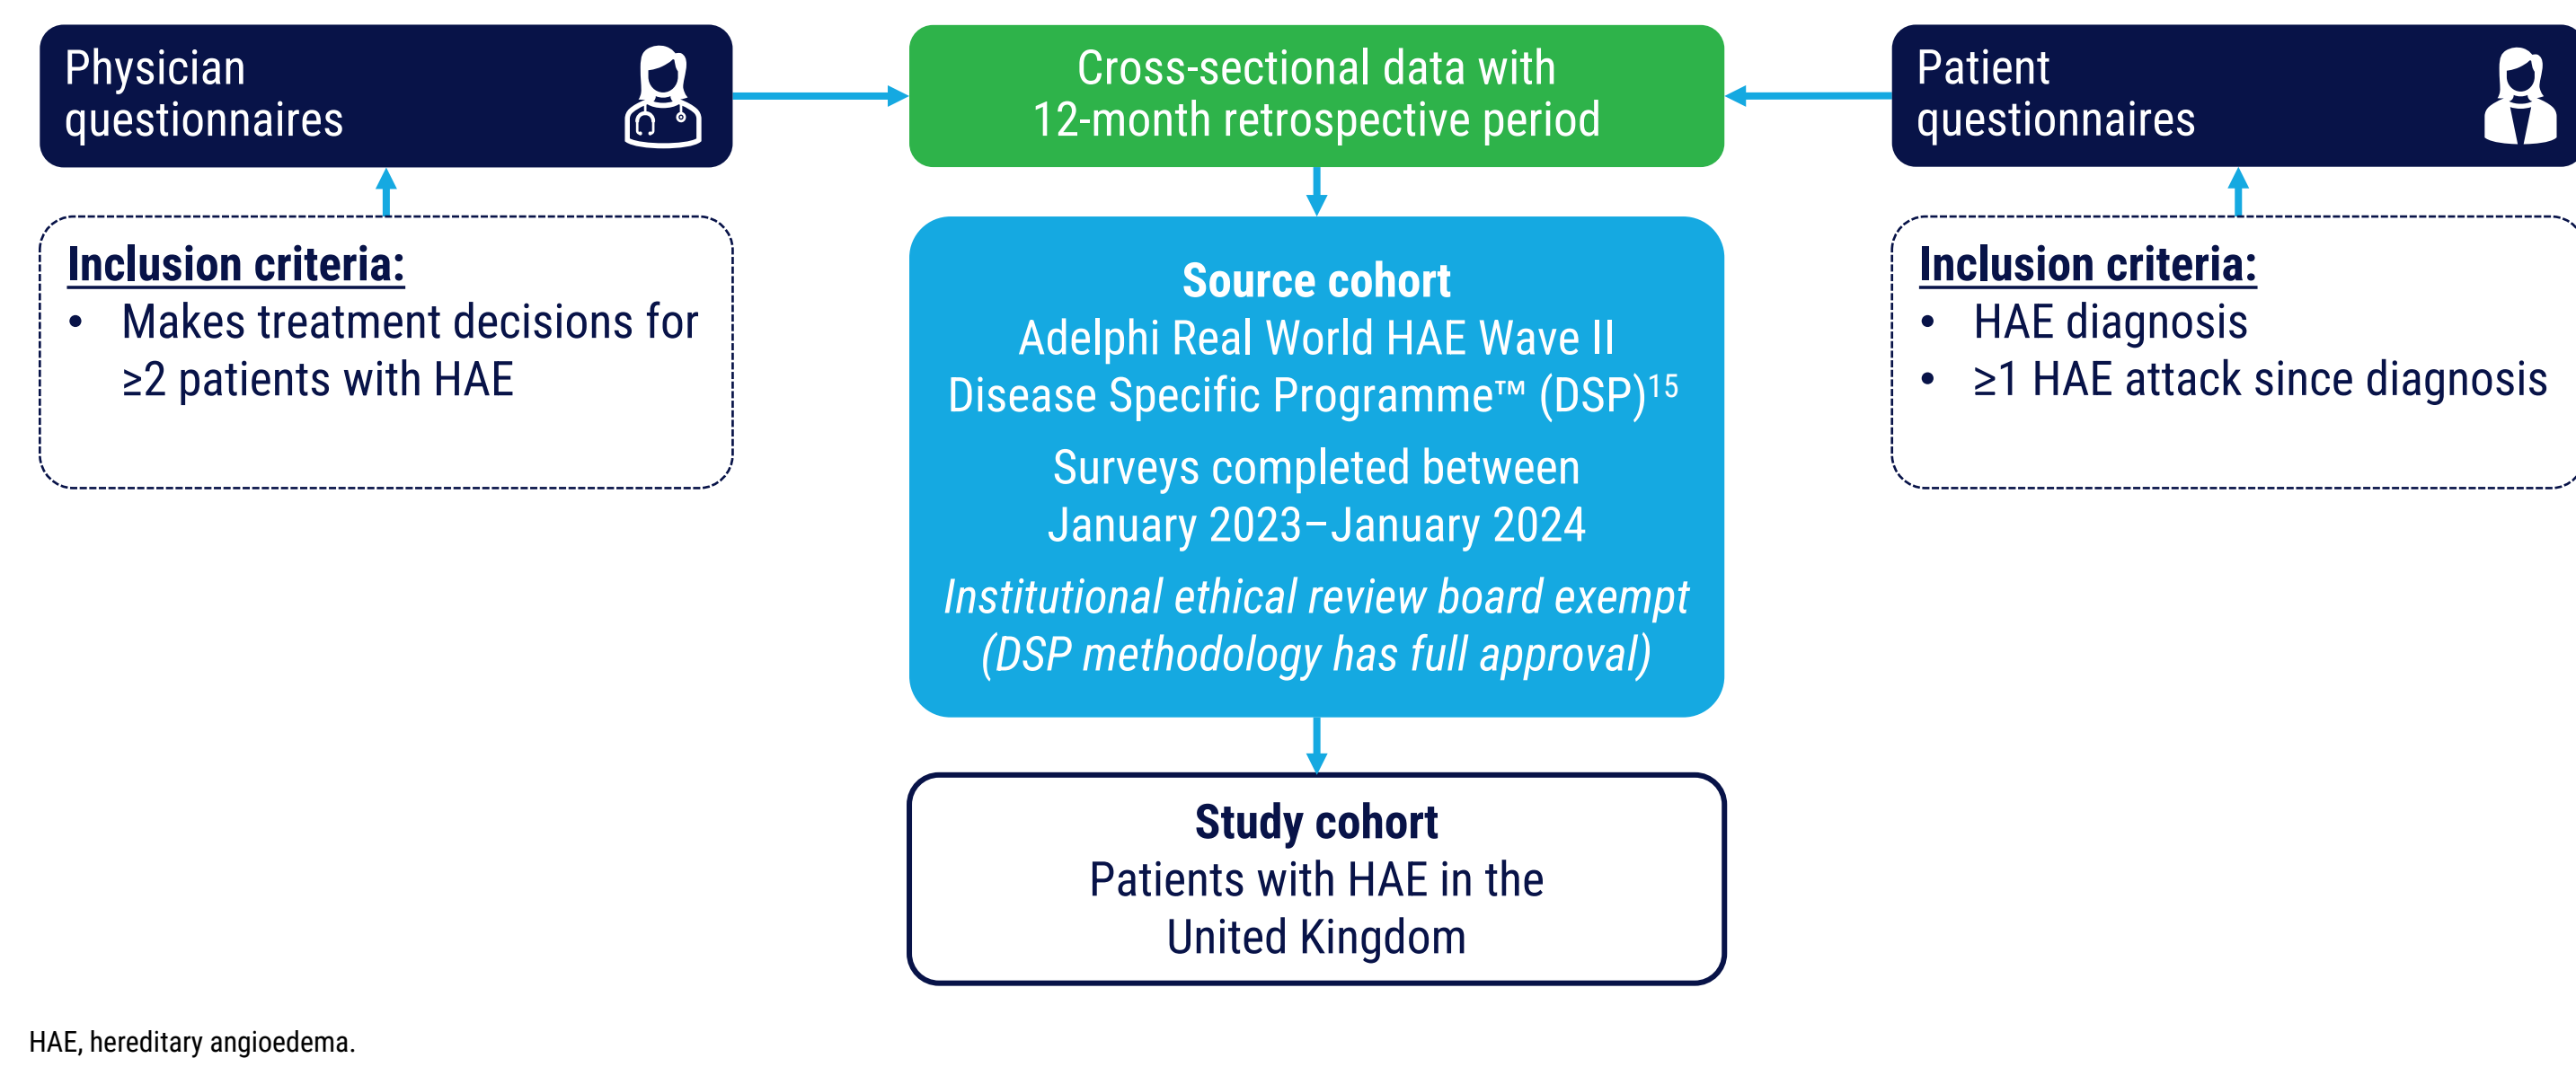 Physician
questionnaires
Inclusion criteria:
• Makes treatment decisions for
≥2 patients with HAE
Cross-sectional data with
12-month retrospective period
Source cohort
Adelphi Real World HAE Wave II
Disease Specific Programme™ (DSP)¹⁵
Surveys completed between
January 2023–January 2024
Institutional ethical review board exempt
(DSP methodology has full approval)
Study cohort
Patients with HAE in the
United Kingdom
Patient
questionnaires
Inclusion criteria:
• HAE diagnosis
• ≥1 HAE attack since diagnosis
HAE, hereditary angioedema.